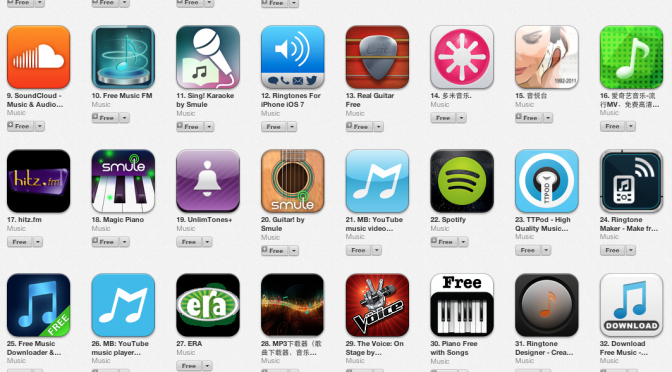 Free
Free
9. SoundCloud -
Music & Audio...
Music
Free
10. Free Music FM
Music
Free
11. Sing! Karaoke
by Smule
Music
Free
12. Ringtones For
iPhone iOS 7
Music
Free
13. Real Guitar
Free
Music
Free
14. 多米音乐.
Music
Free
1992-2011
15. 音悦台
Music
Free
16. 爱奇艺音乐-流
行MV、免费高清...
Music
Free
hitz.fm
17. hitz.fm
Music
Free
smule
18. Magic Piano
Music
Free
19. UnlimTones+
Music
Free
smule
20. Guitar! by
Smule
Music
Free
21. MB: YouTube
music video...
Music
Free
22. Spotify
Music
Free
TTPOD
23. TTPod - High
Quality Music...
Music
Free
24. Ringtone
Maker - Make fr...
Music
Free
FREE
25. Free Music
Downloader &...
Music
26. MB: YouTube
music player...
Music
era
27. ERA
Music
Free
28. MP3下载器（歌
曲下载器，音乐...
Music
The Voice
29. The Voice: On
Stage by...
Music
Free
30. Piano Free
with Songs
Music
31. Ringtone
Designer - Crea...
Music
DOWNLOAD
32. Download
Free Music -...
Music